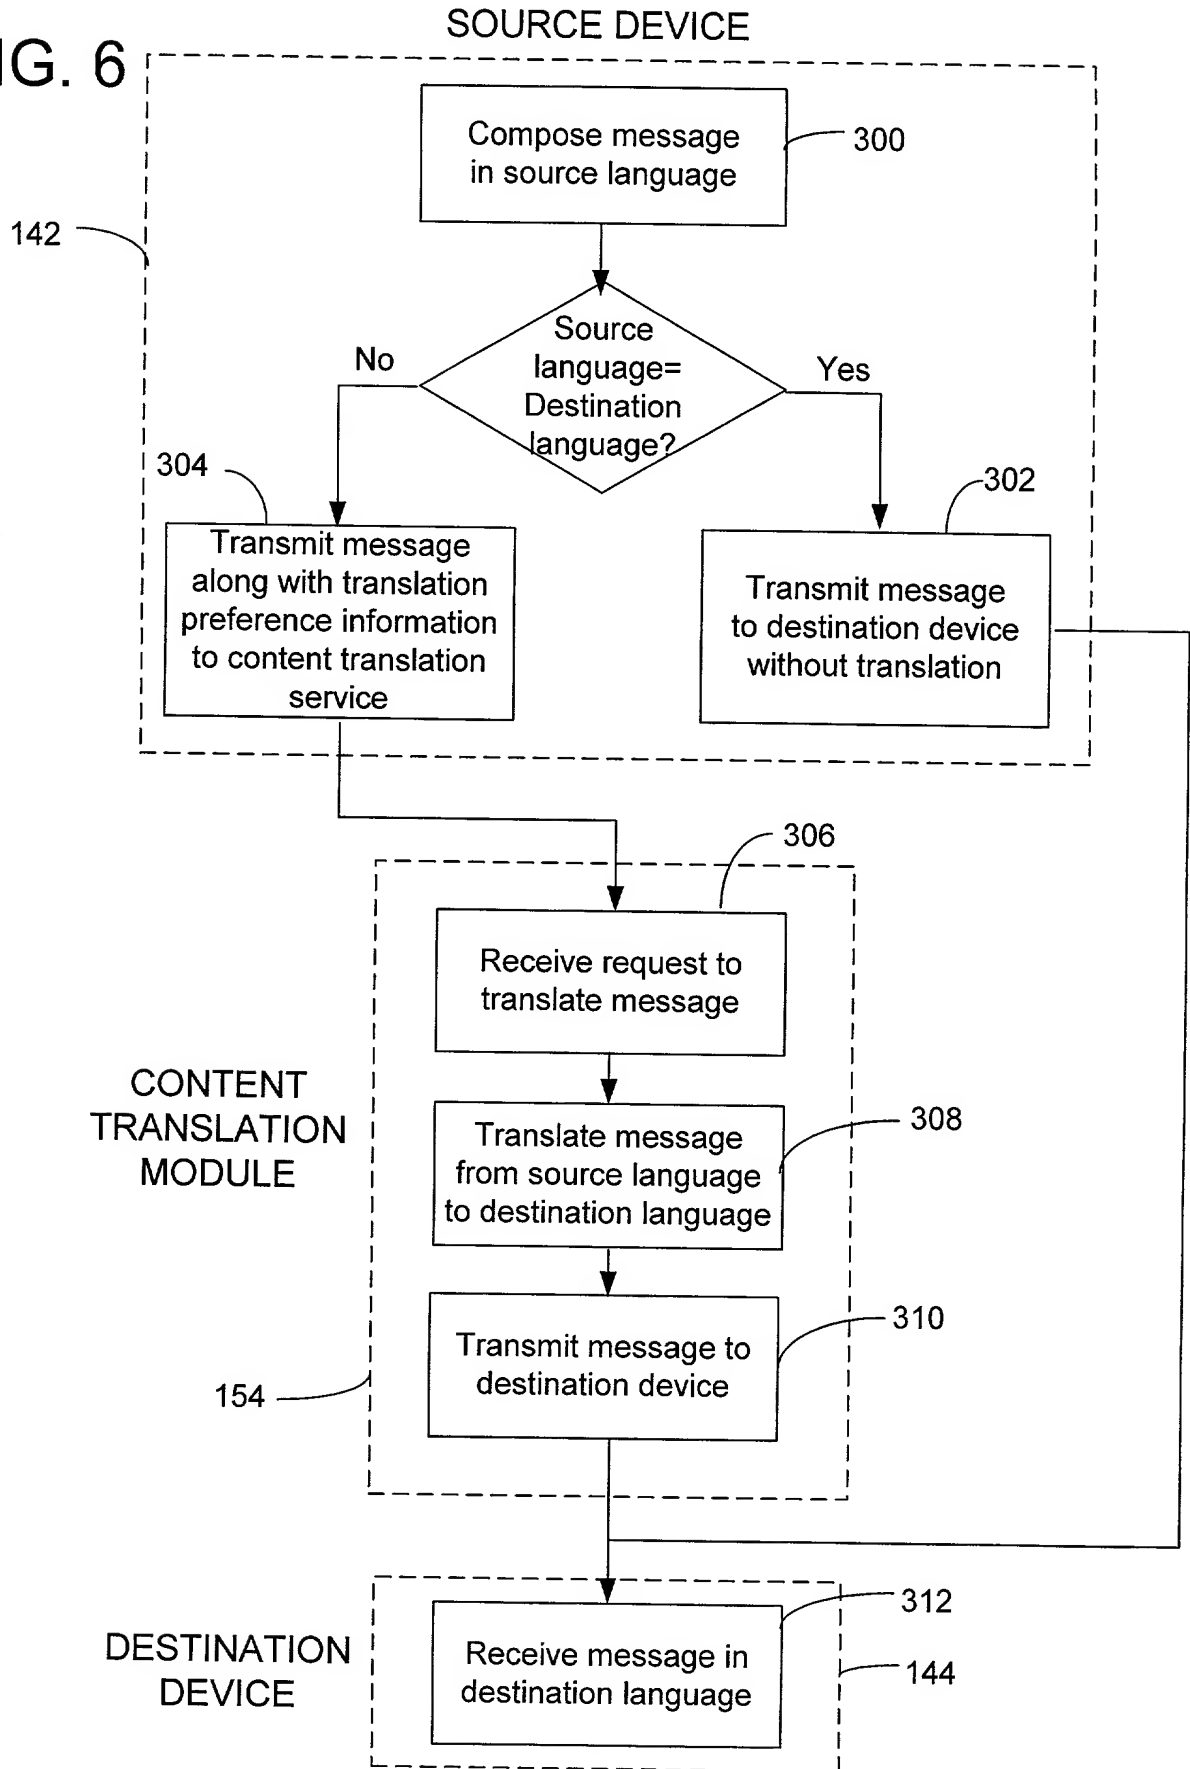 SOURCE DEVICE
IG. 6
Compose message
in source language
300
142
Source
language=
Destination
language?
No
Yes
304
302
Transmit message
along with translation
preference information
to content translation
service
Transmit message
to destination device
without translation
306
Receive request to
translate message
CONTENT
TRANSLATION
MODULE
308
Translate message
from source language
to destination language
310
Transmit message to
destination device
154
312
DESTINATION
DEVICE
Receive message in
destination language
144